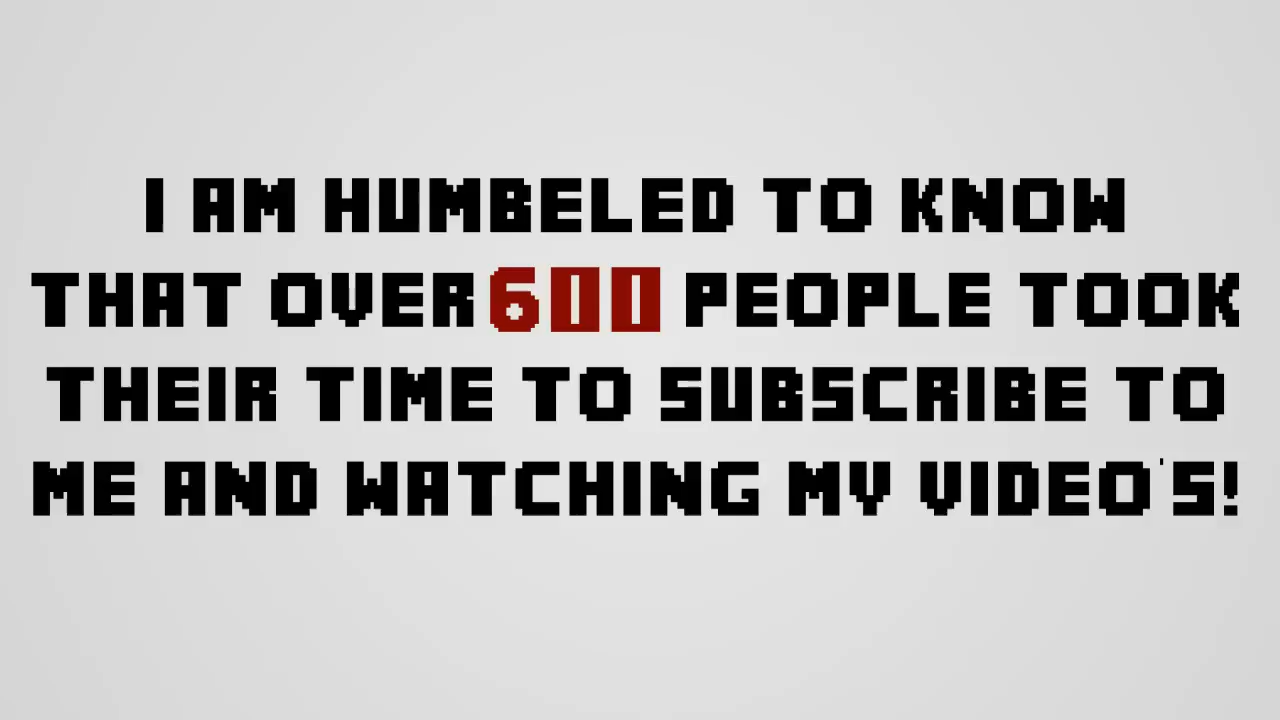 I AM HUMBELED TO KNOW
THAT OVER 600 PEOPLE TOOK
THEIR TIME TO SUBSCRIBE TO
ME AND WATCHING MY VIDEO'S!